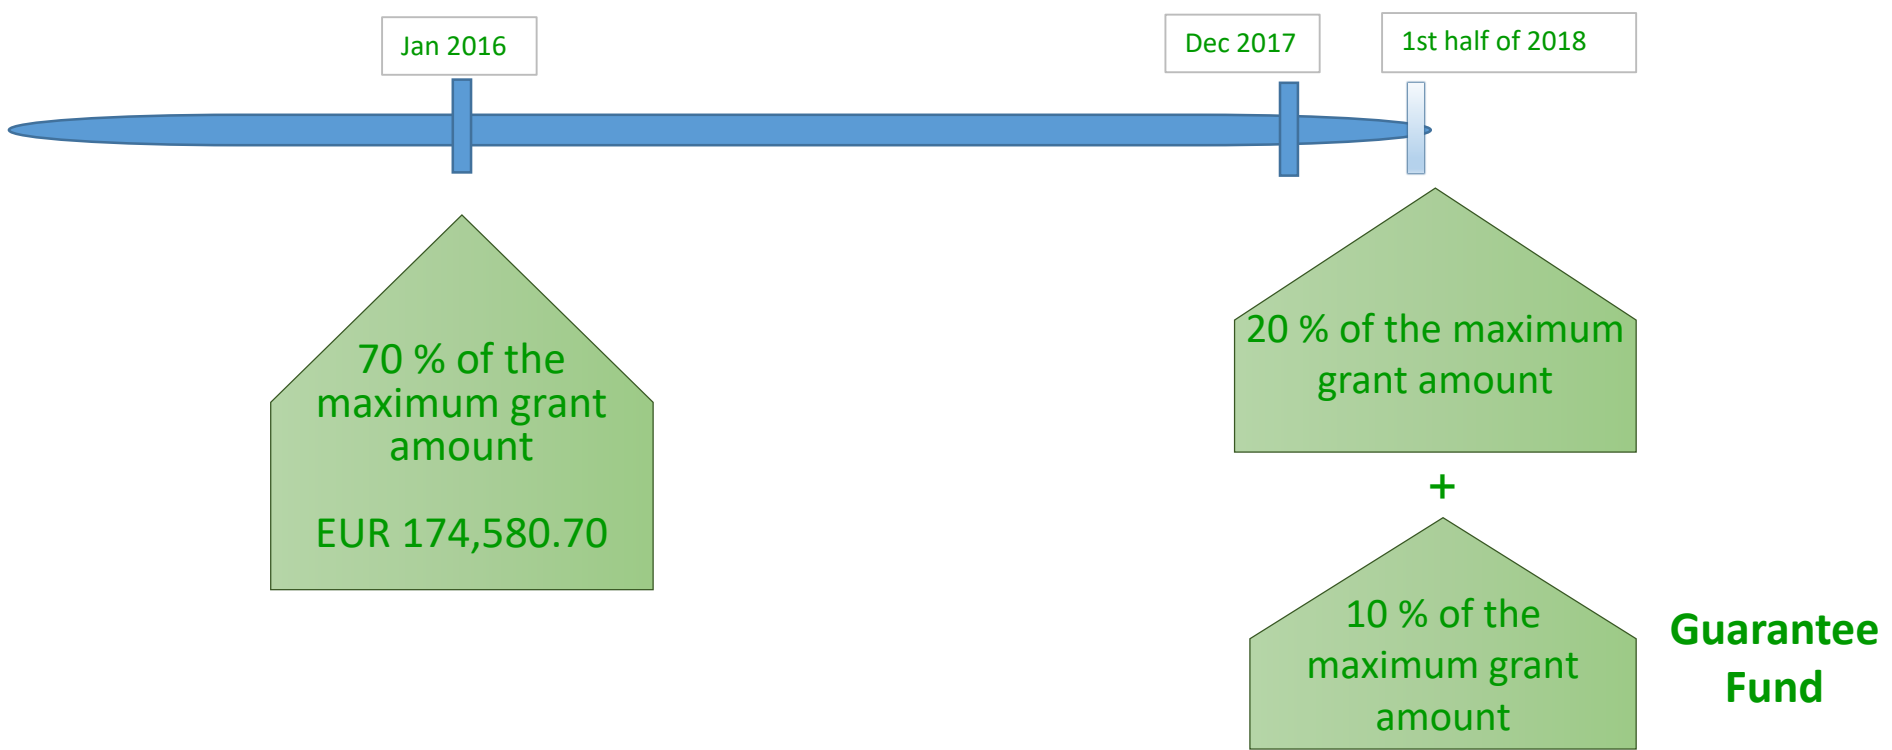 Jan 2016
Dec 2017
1st half of 2018
70 % of the
maximum grant
amount
EUR 174,580.70
20 % of the maximum
grant amount
+
10 % of the
maximum grant
amount
Guarantee
Fund